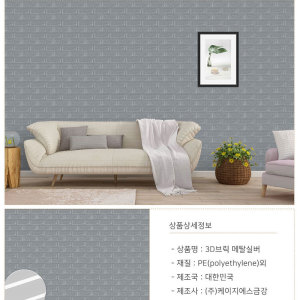 상품상세정보
- 상품명 : 3D브릭 메탈실버
- 재질 : PE(polyethylene)외
- 제조국 : 대한민국
- 제조사 : (주)케이지에스금강